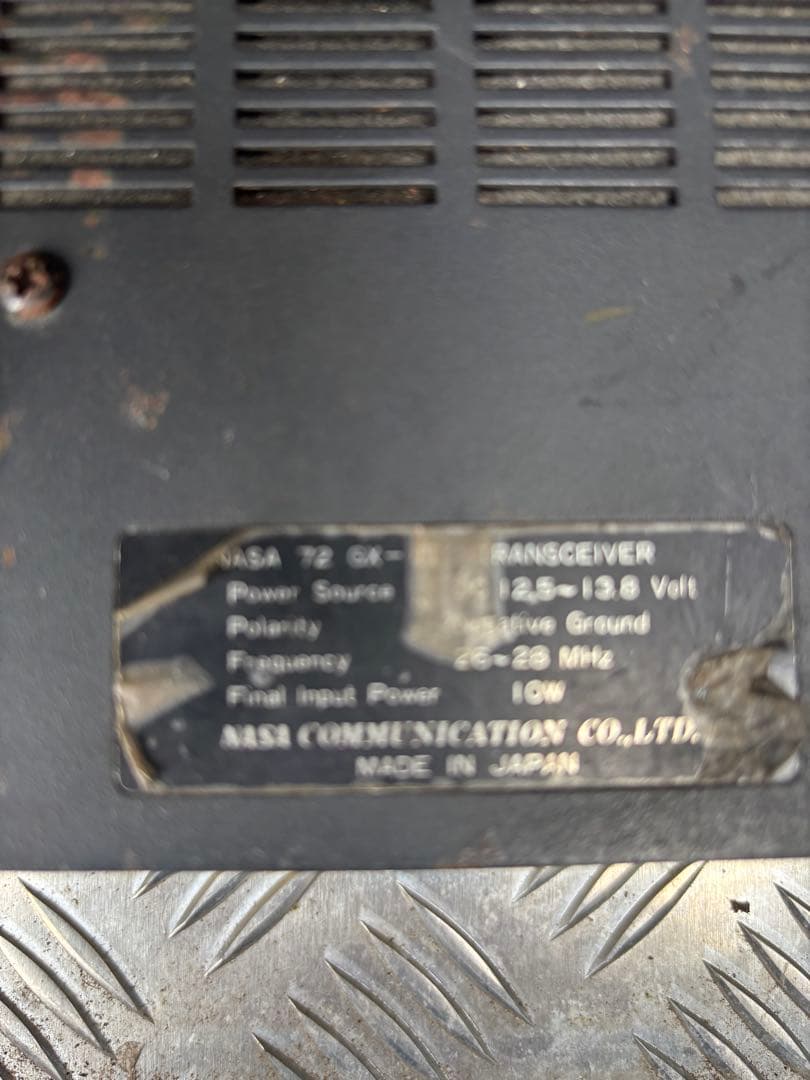 NASA 72 GX- RANSCEIVER
Power Source 12.5~13.8 Volt
Polarity ative Ground
Frequency 26~28 MHz
Final Input Power 10W
NASA COMMUNICATION CO.,LTD.
MADE IN JAPAN